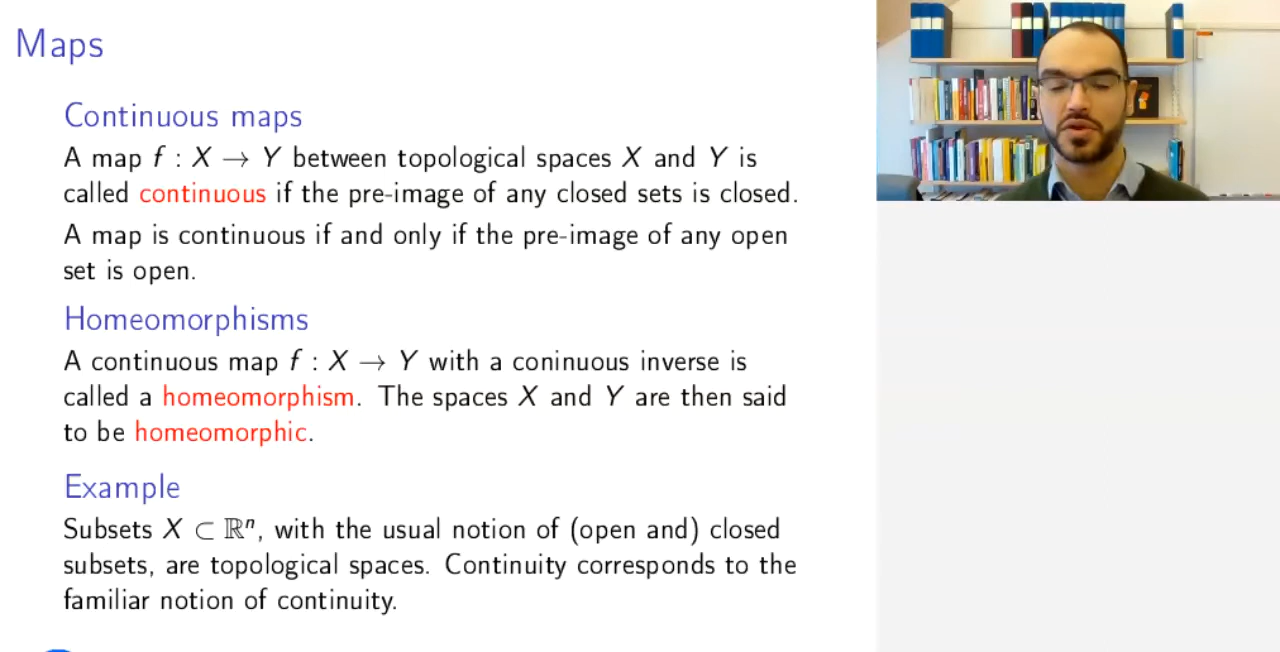 Maps
Continuous maps
A map f : X → Y between topological spaces X and Y is
called continuous if the pre-image of any closed sets is closed.
A map is continuous if and only if the pre-image of any open
set is open.
Homeomorphisms
A continuous map f : X → Y with a coninuous inverse is
called a homeomorphism. The spaces X and Y are then said
to be homeomorphic.
Example
Subsets X ⊂ ℝⁿ, with the usual notion of (open and) closed
subsets, are topological spaces. Continuity corresponds to the
familiar notion of continuity.